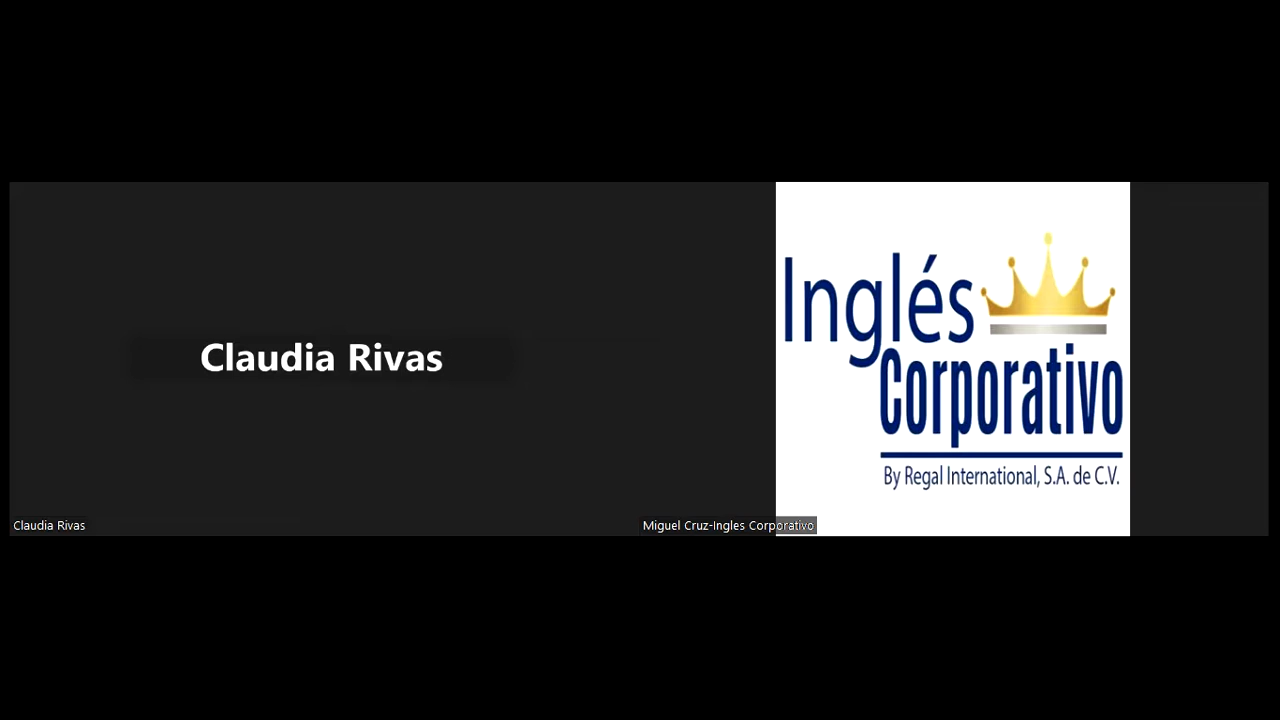 Claudia Rivas
Claudia Rivas
Inglés
Corporativo
By Regal International, S.A. de C.V.
Miguel Cruz-Ingles Corporativo